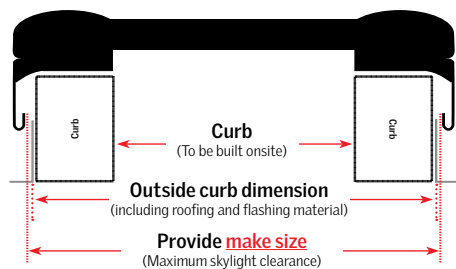 Curb
Curb
Curb
(To be built onsite)
Outside curb dimension
(including roofing and flashing material)
Provide make size
(Maximum skylight clearance)